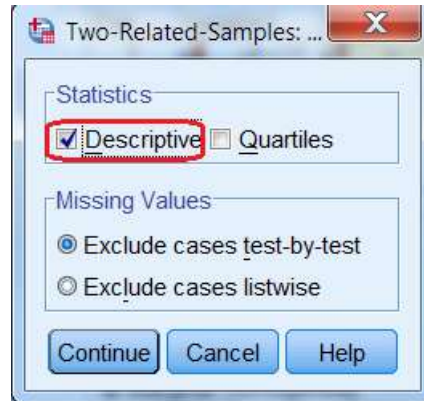 Two-Related-Samples: ...
Statistics
Descriptive Quartiles
Missing Values
Exclude cases test-by-test
Exclude cases listwise
Continue Cancel Help